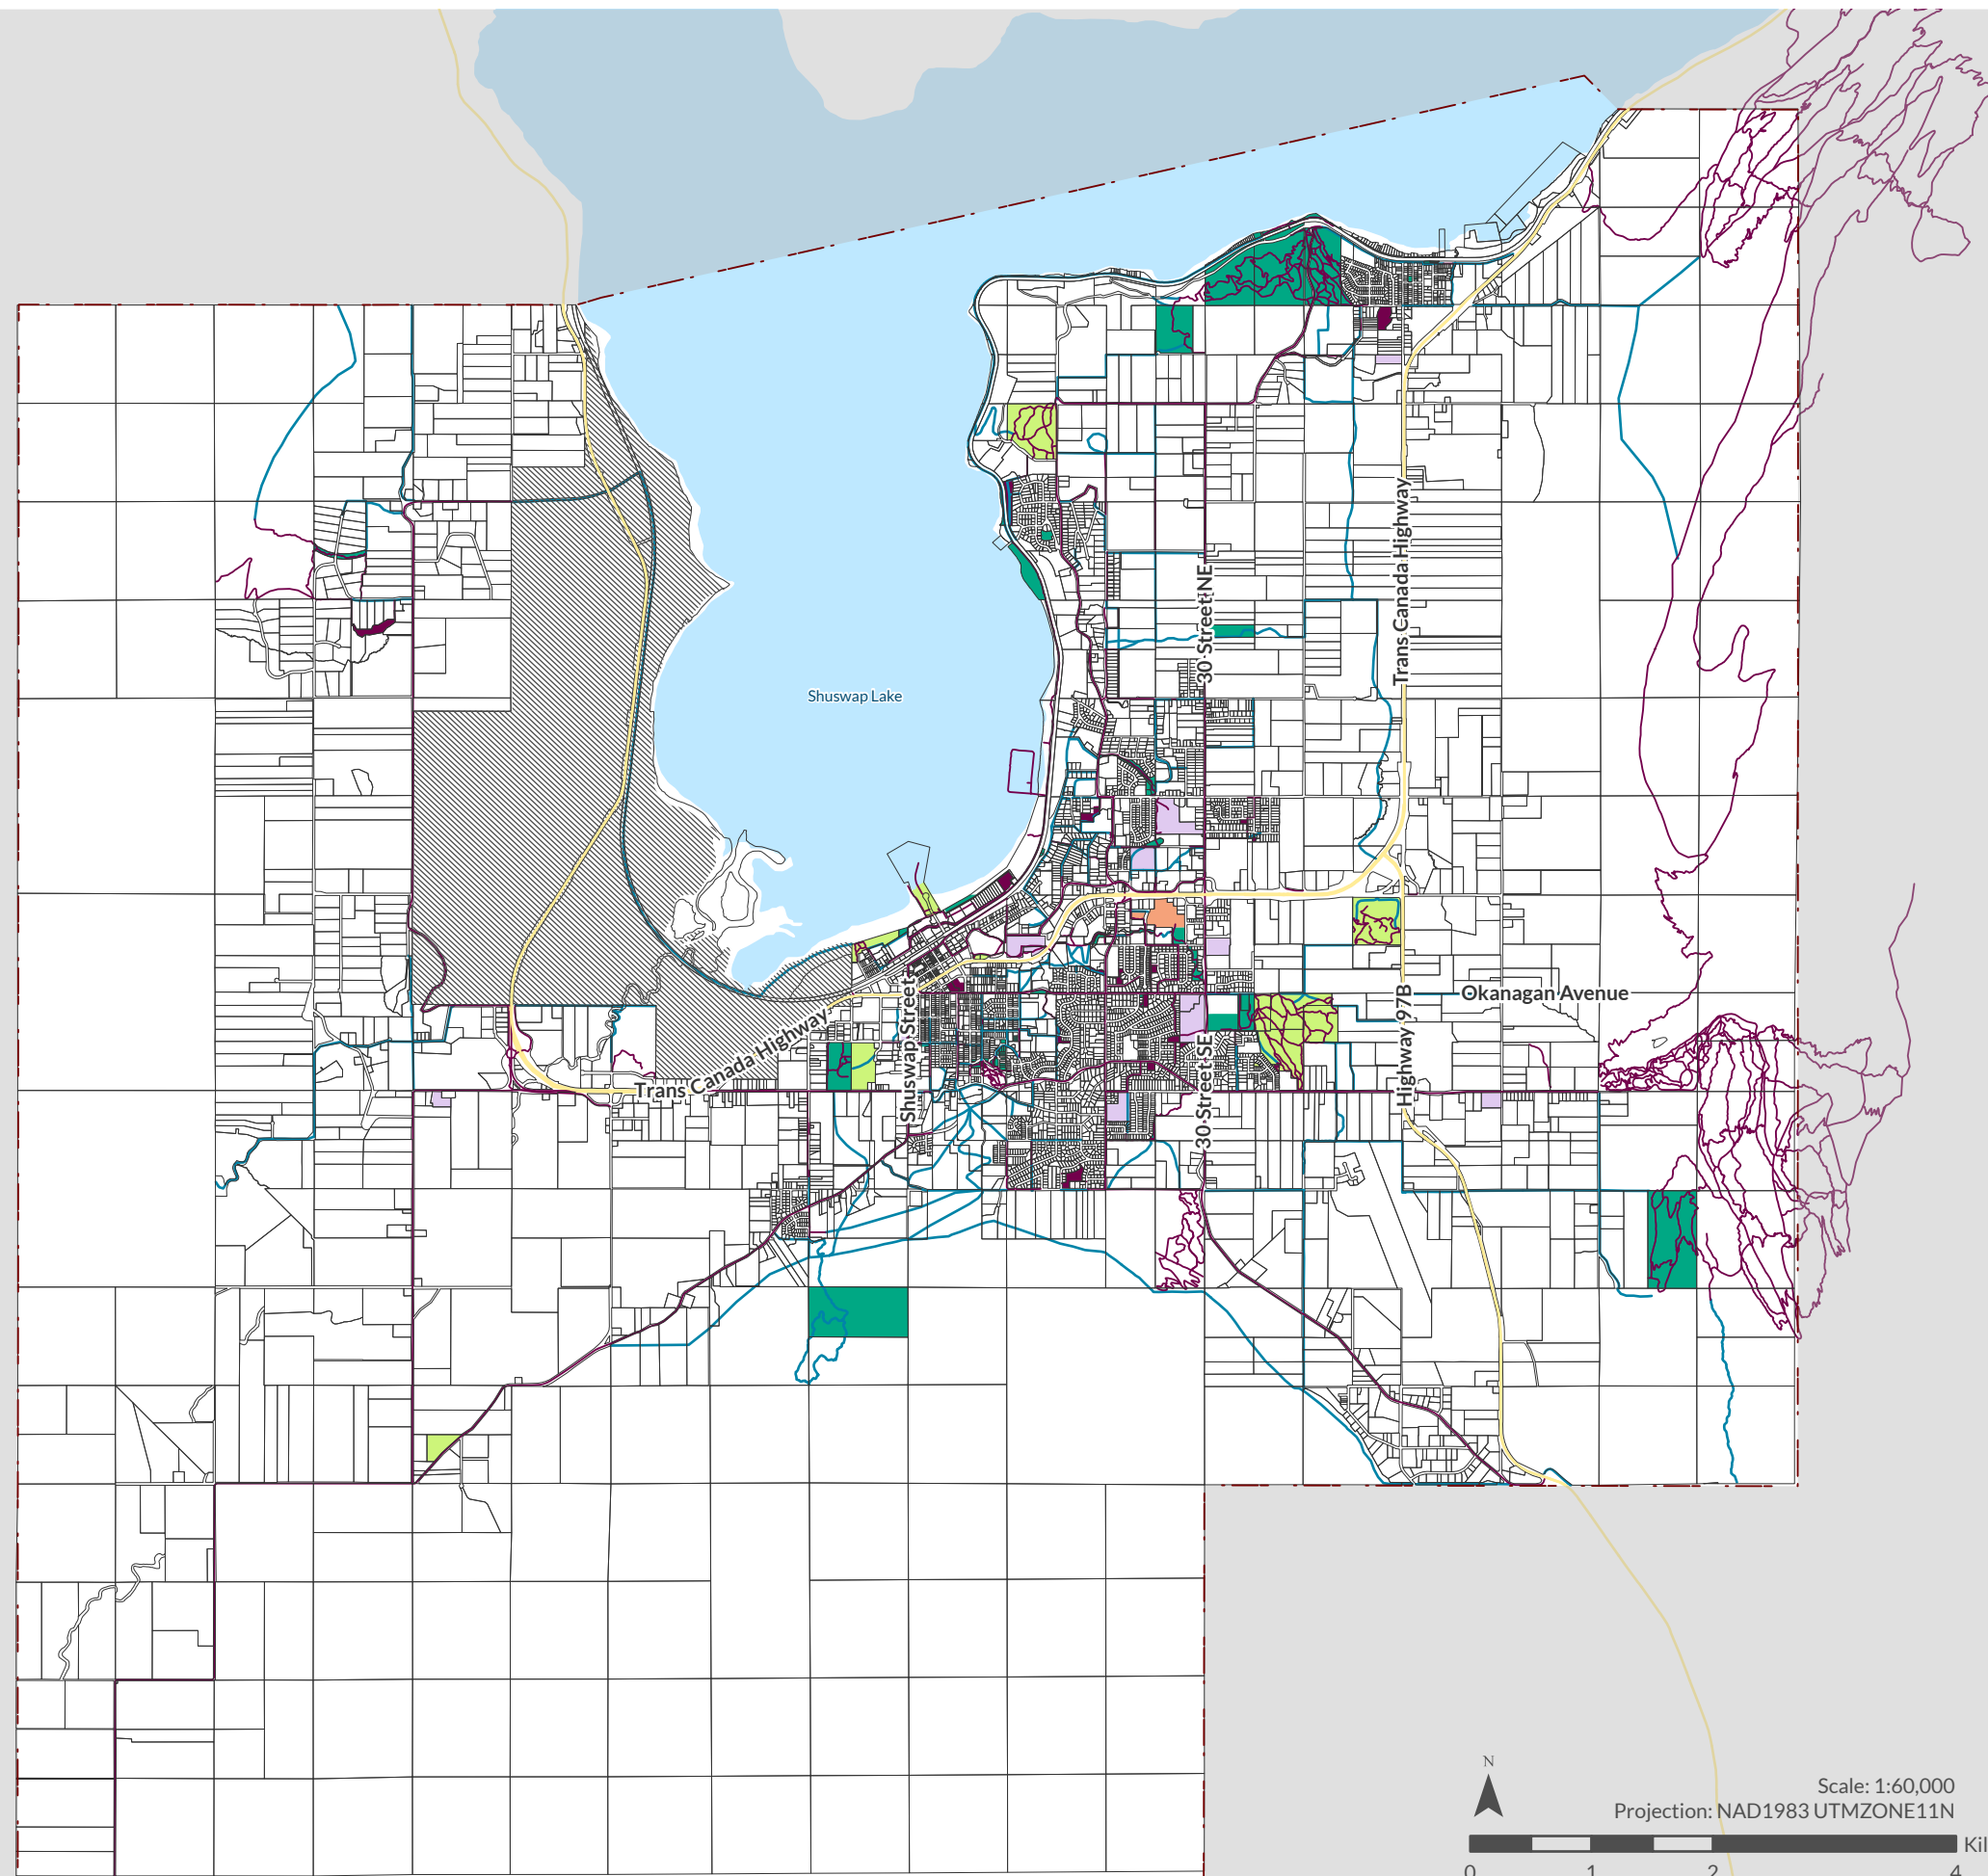 30 Street NE
Trans Canada Highway
Shuswap Lake
Okanagan Avenue
Trans Canada Highway
Shuswap Street
30 Street SE
Highway 97B
N
Scale: 1:60,000
Projection: NAD1983 UTMZONE11N
Kil
0 1 2 4